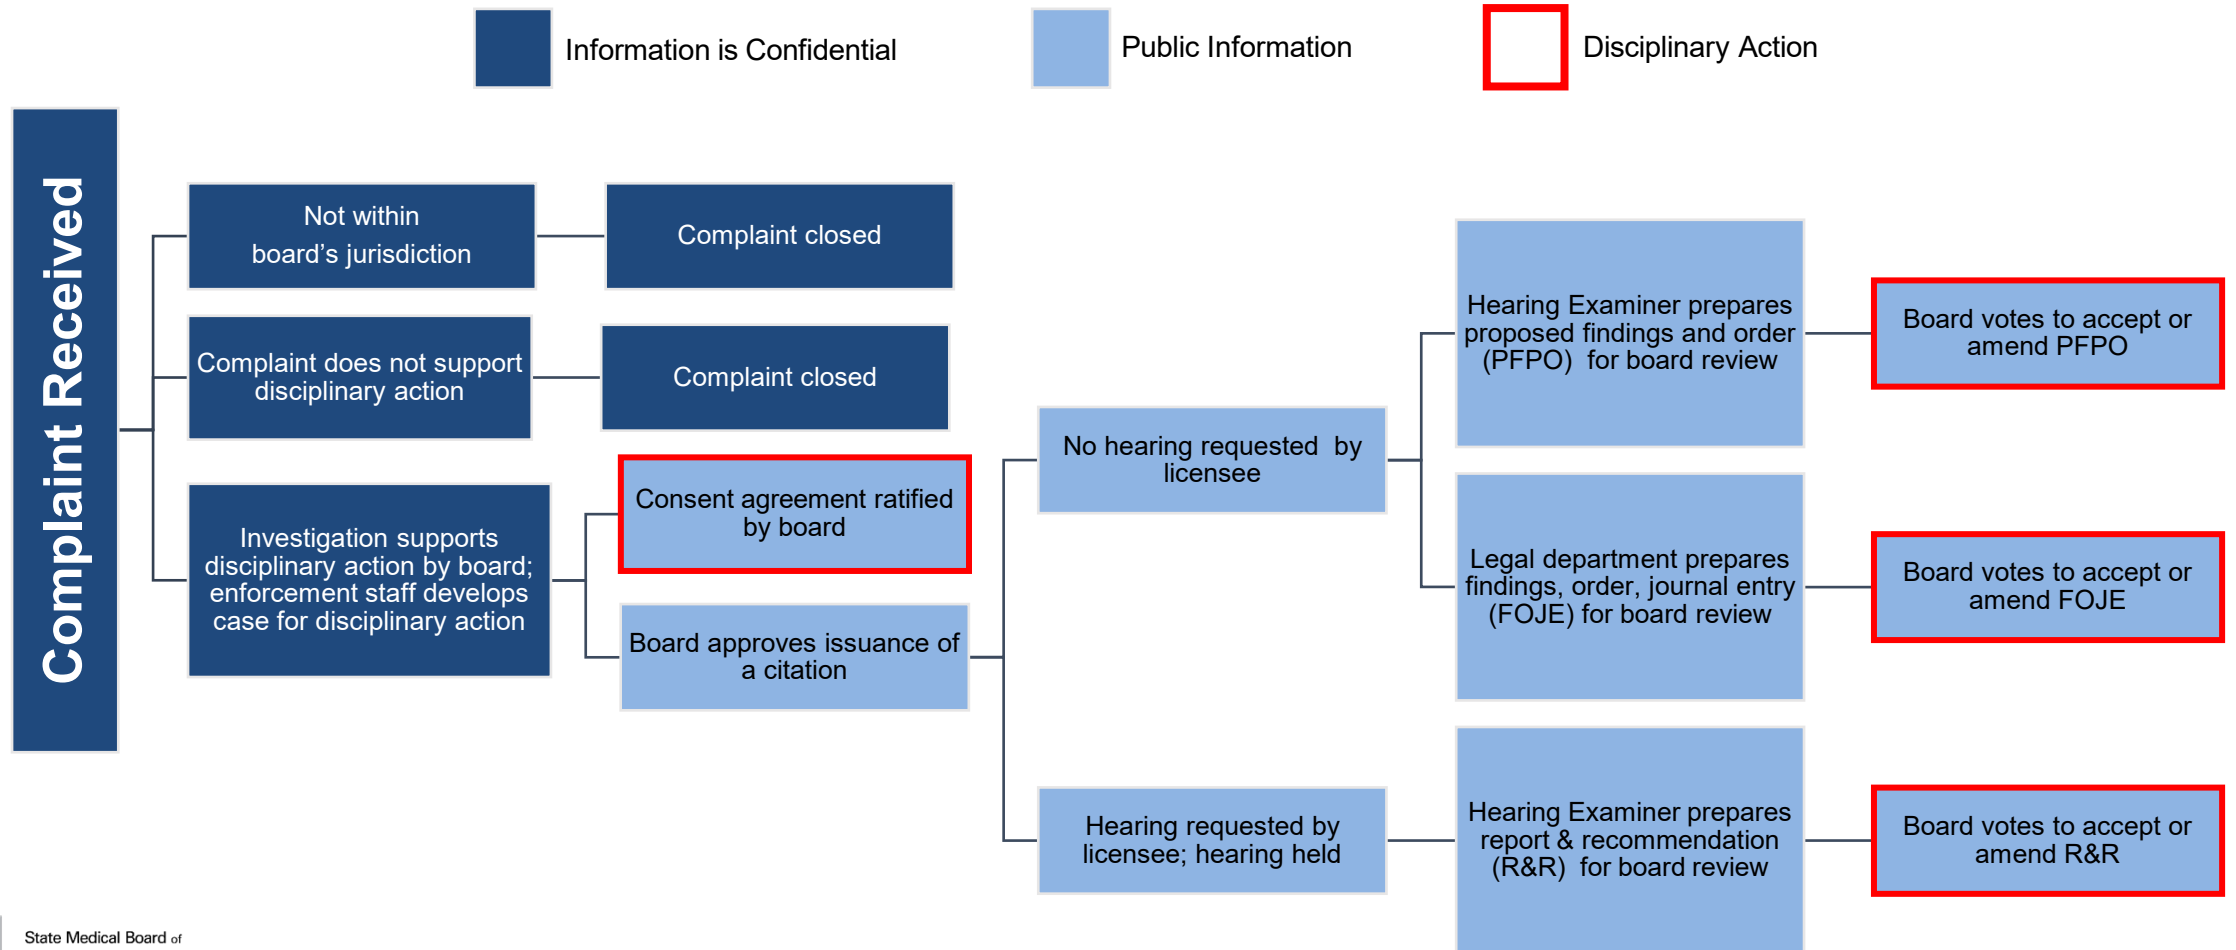 Information is Confidential
Public Information
Disciplinary Action
Complaint Received
Not within
board’s jurisdiction
Complaint closed
Complaint does not support
disciplinary action
Complaint closed
Investigation supports
disciplinary action by board;
enforcement staff develops
case for disciplinary action
Consent agreement ratified
by board
Board approves issuance of
a citation
No hearing requested by
licensee
Hearing requested by
licensee; hearing held
Hearing Examiner prepares
proposed findings and order
(PFPO) for board review
Board votes to accept or
amend PFPO
Legal department prepares
findings, order, journal entry
(FOJE) for board review
Board votes to accept or
amend FOJE
Hearing Examiner prepares
report & recommendation
(R&R) for board review
Board votes to accept or
amend R&R
State Medical Board of